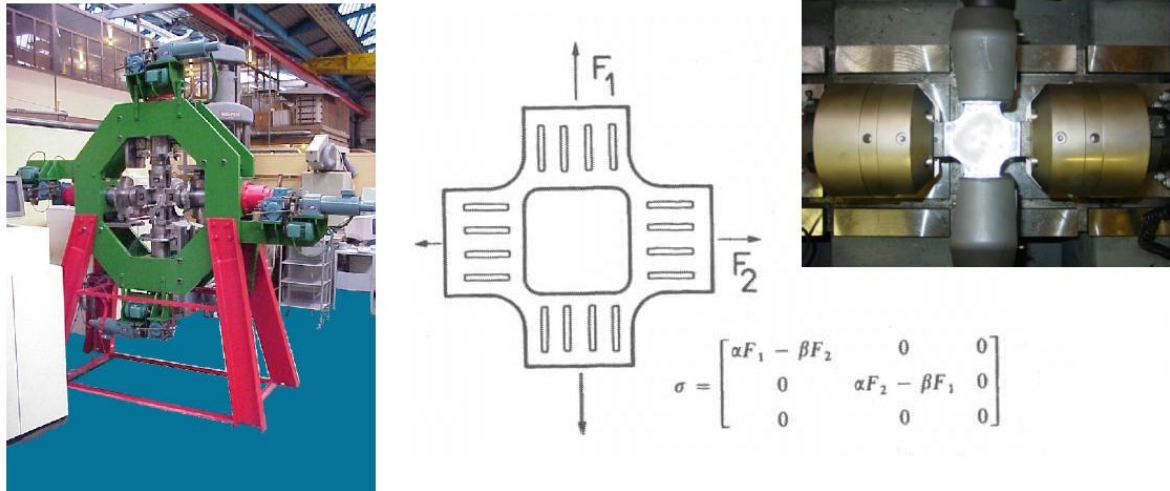 F₁
F₂
σ = [ αF₁ − βF₂ 0 0 ]
[ 0 αF₂ − βF₁ 0 ]
[ 0 0 0 ]